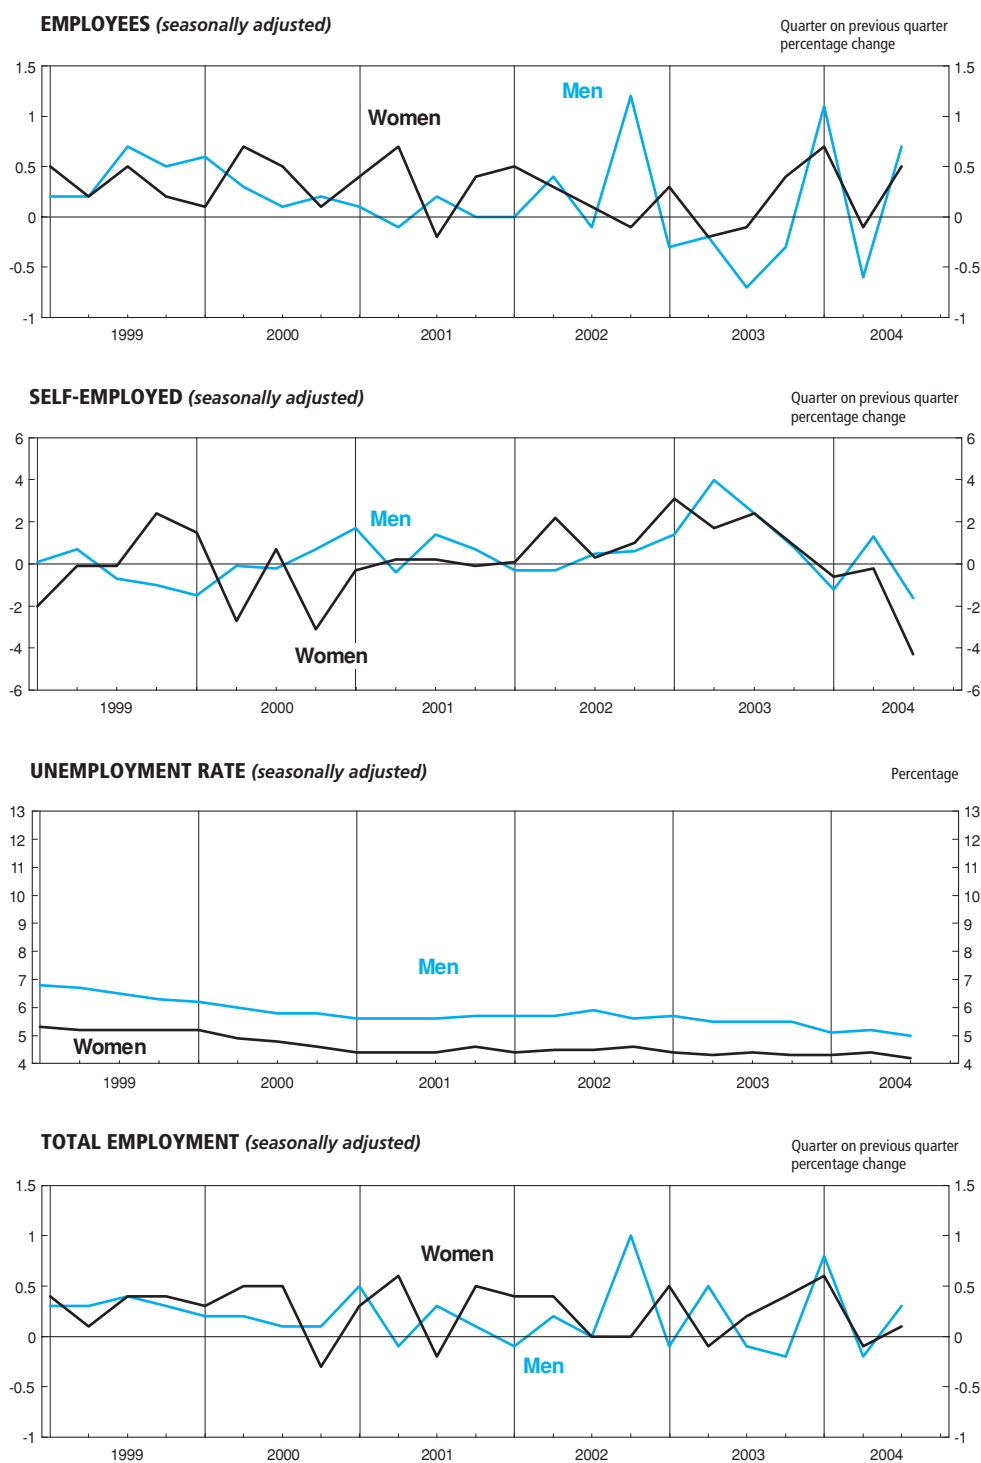 EMPLOYEES (seasonally adjusted)
Quarter on previous quarter
percentage change
1.5 1.5
1 1
0.5 0.5
0 0
-0.5 -0.5
-1 -1
Women
Men
1999 2000 2001 2002 2003 2004
SELF-EMPLOYED (seasonally adjusted)
Quarter on previous quarter
percentage change
6 6
4 4
2 2
0 0
-2 -2
-4 -4
-6 -6
Men
Women
1999 2000 2001 2002 2003 2004
UNEMPLOYMENT RATE (seasonally adjusted)
Percentage
13 13
12 12
11 11
10 10
9 9
8 8
7 7
6 6
5 5
4 4
Men
Women
1999 2000 2001 2002 2003 2004
TOTAL EMPLOYMENT (seasonally adjusted)
Quarter on previous quarter
percentage change
1.5 1.5
1 1
0.5 0.5
0 0
-0.5 -0.5
-1 -1
Women
Men
1999 2000 2001 2002 2003 2004